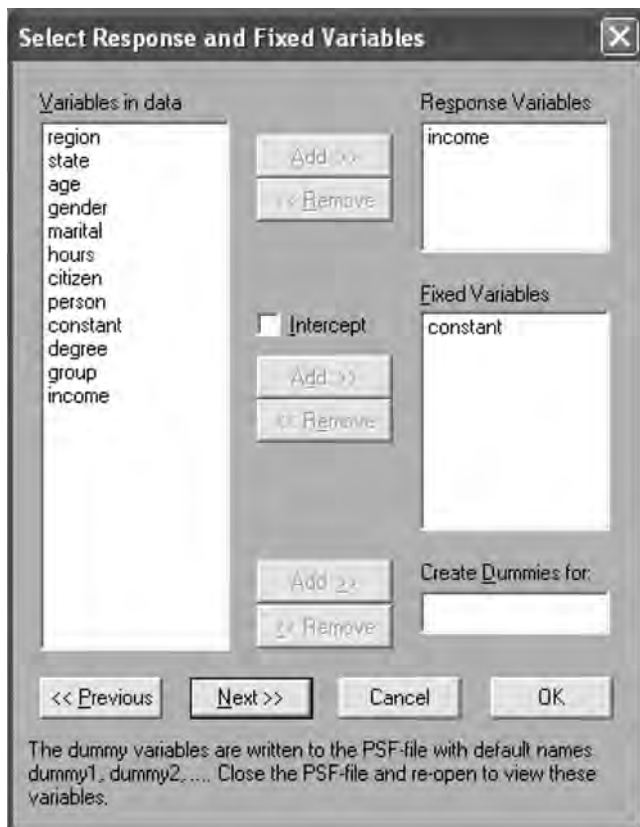 Select Response and Fixed Variables
Variables in data
region
state
age
gender
marital
hours
citizen
person
constant
degree
group
income
Add >>
<< Remove
Response Variables
income
Intercept
Add >>
<< Remove
Fixed Variables
constant
Add >>
<< Remove
Create Dummies for:
<< Previous
Next >>
Cancel
OK
The dummy variables are written to the PSF-file with default names
dummy1, dummy2, .... Close the PSF-file and re-open to view these
variables.